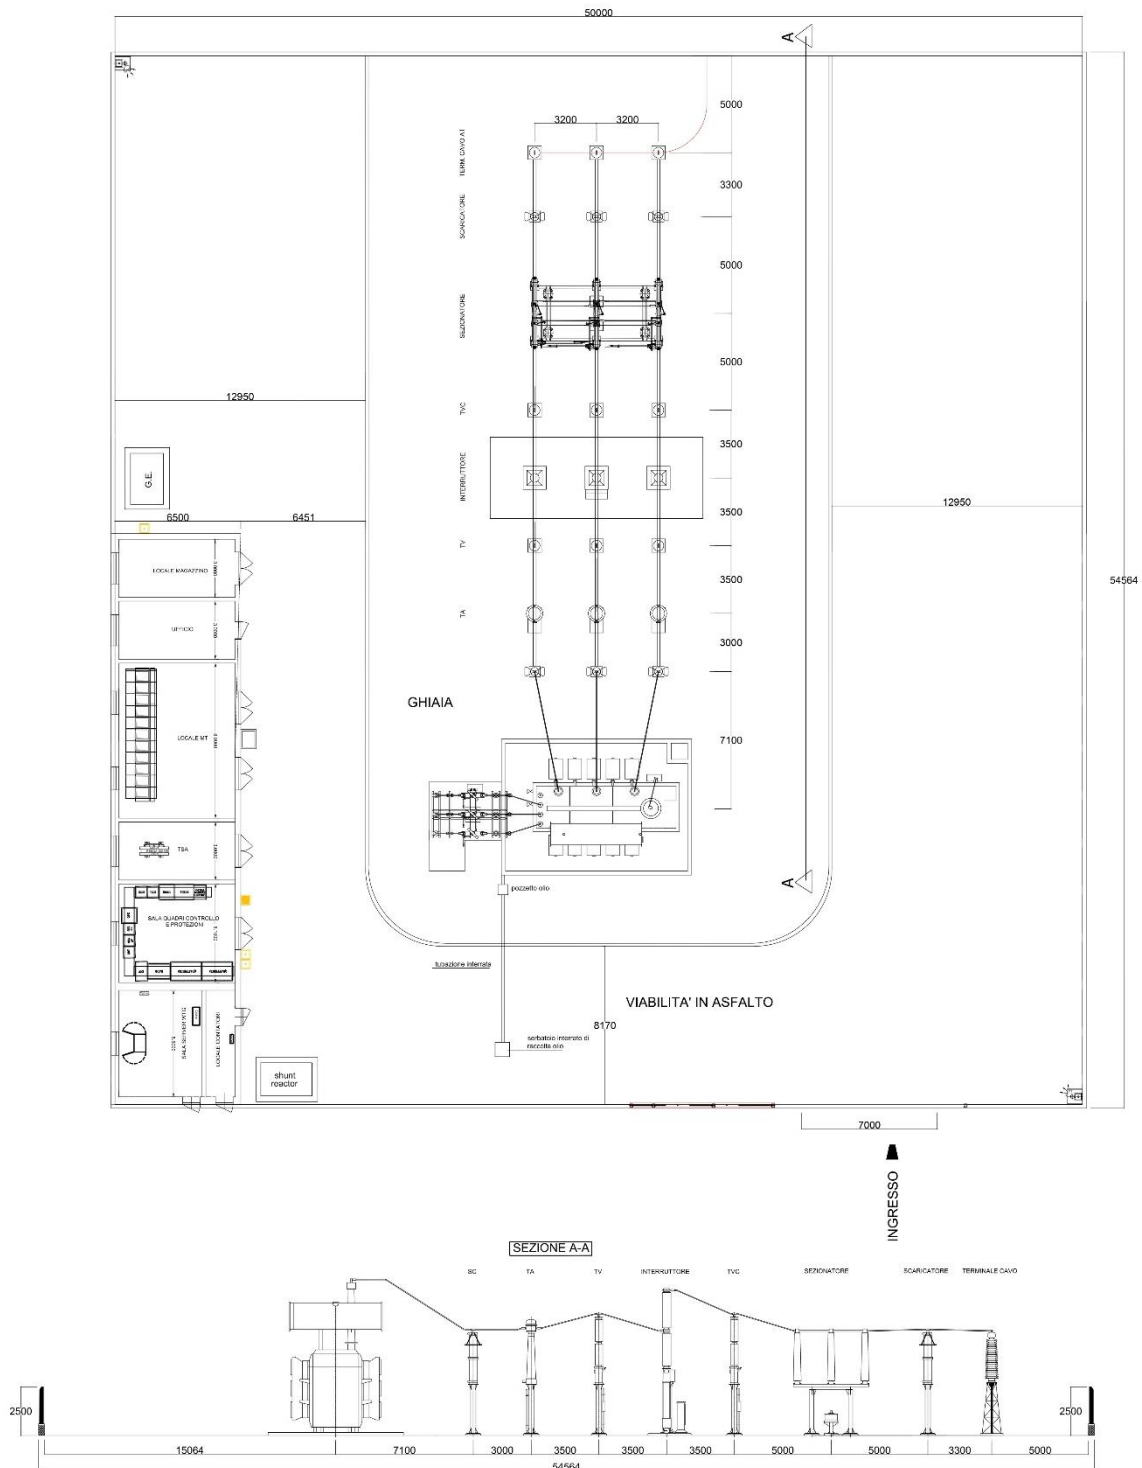 50000
A
5000
3200
3200
TERM. CAVO AT
3300
SCARICATORE
5000
SEZIONATORE
5000
12950
TVC
3500
G.E.
INTERRUTTORE
12950
3500
6500
6451
TV
LOCALE MAGAZZINO
3500
54564
TA
UFFICIO
3000
GHIAIA
LOCALE MT
7100
TSA
A
pozzetto olio
SALA QUADRI CONTROLLO
E PROTEZIONI
tubazione interrata
VIABILITA' IN ASFALTO
8170
SALA SERVER WTG
LOCALE CONTATORI
serbatoio interrato di
raccolta olio
shunt
reactor
7000
INGRESSO
SEZIONE A-A
SC
TA
TV
INTERRUTTORE
TVC
SEZIONATORE
SCARICATORE
TERMINALE CAVO
2500
2500
15064
7100
3000
3500
3500
3500
5000
5000
3300
5000
54564